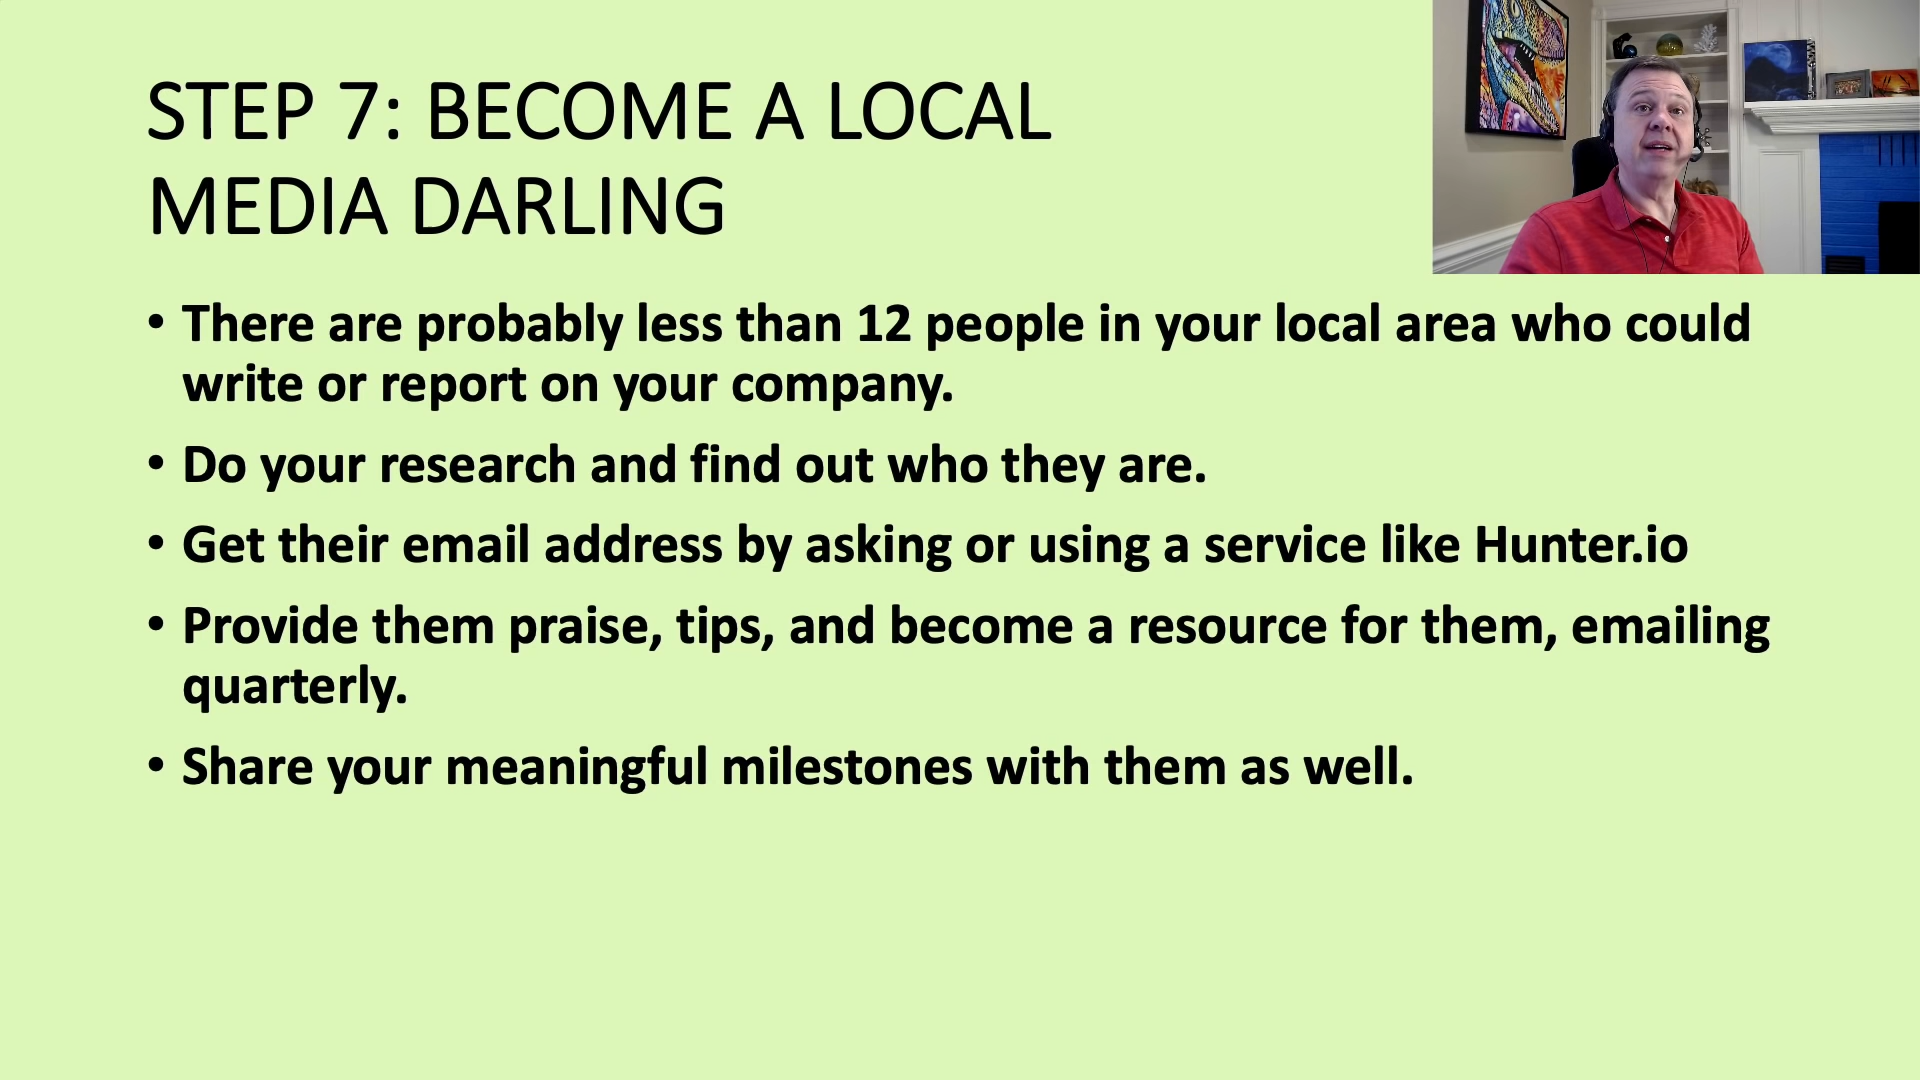 STEP 7: BECOME A LOCAL
MEDIA DARLING
• There are probably less than 12 people in your local area who could
write or report on your company.
• Do your research and find out who they are.
• Get their email address by asking or using a service like Hunter.io
• Provide them praise, tips, and become a resource for them, emailing
quarterly.
• Share your meaningful milestones with them as well.